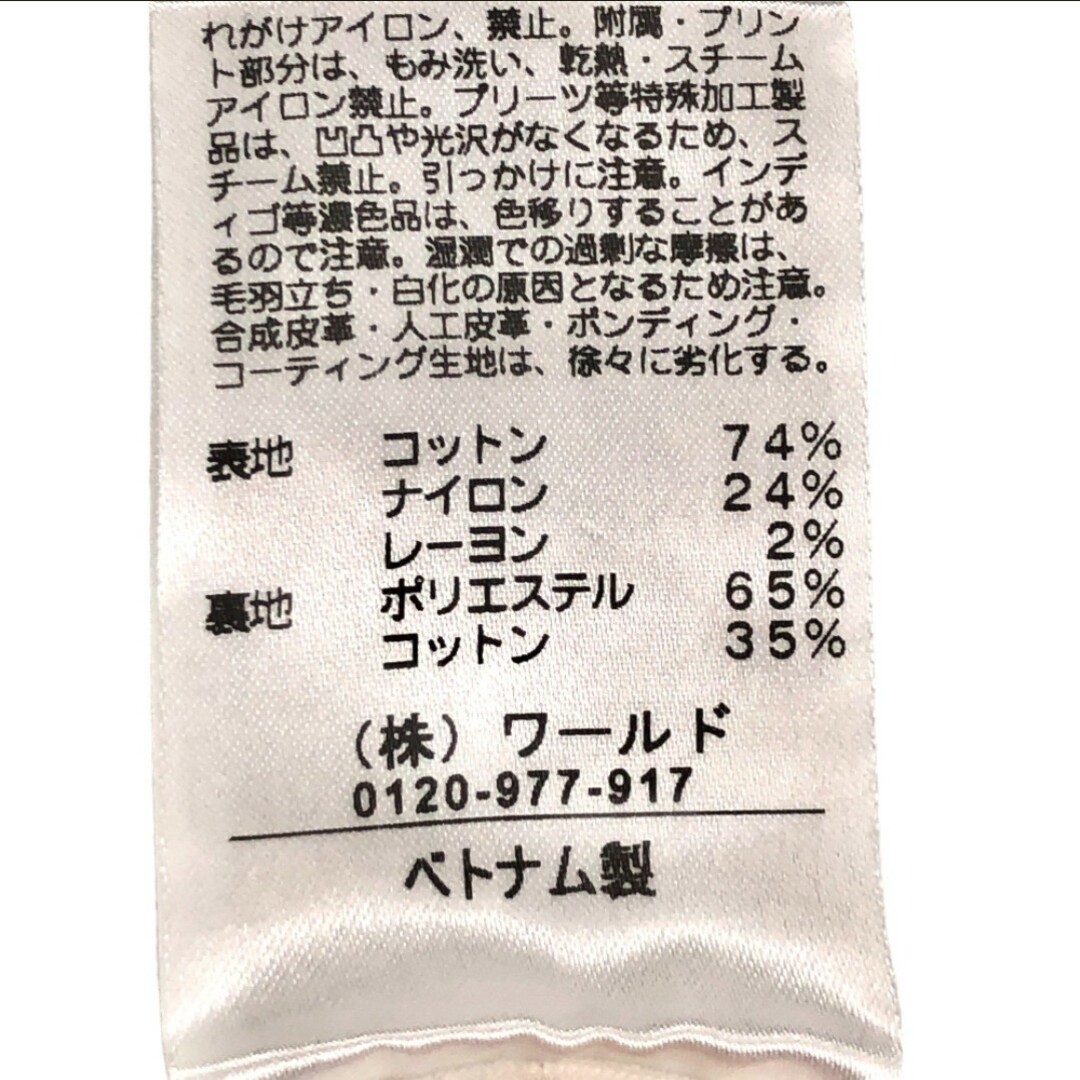 れがけアイロン、禁止。附属・プリン
ト部分は、もみ洗い、乾熱・スチーム
アイロン禁止。プリーツ等特殊加工製
品は、凹凸や光沢がなくなるため、ス
チーム禁止。引っかけに注意。インデ
ィゴ等濃色品は、色移りすることがあ
るので注意。湿潤での過剰な摩擦は、
毛羽立ち・白化の原因となるため注意。
合成皮革・人工皮革・ボンディング・
コーティング生地は、徐々に劣化する。
表地 コットン 74%
ナイロン 24%
レーヨン 2%
裏地 ポリエステル 65%
コットン 35%
(株) ワールド
0120-977-917
ベトナム製